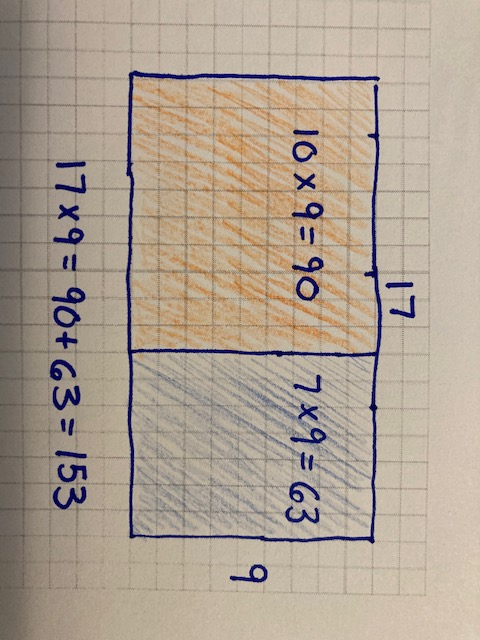 17
10 x 9 = 90
7 x 9 = 63
9
17 x 9 = 90 + 63 = 153